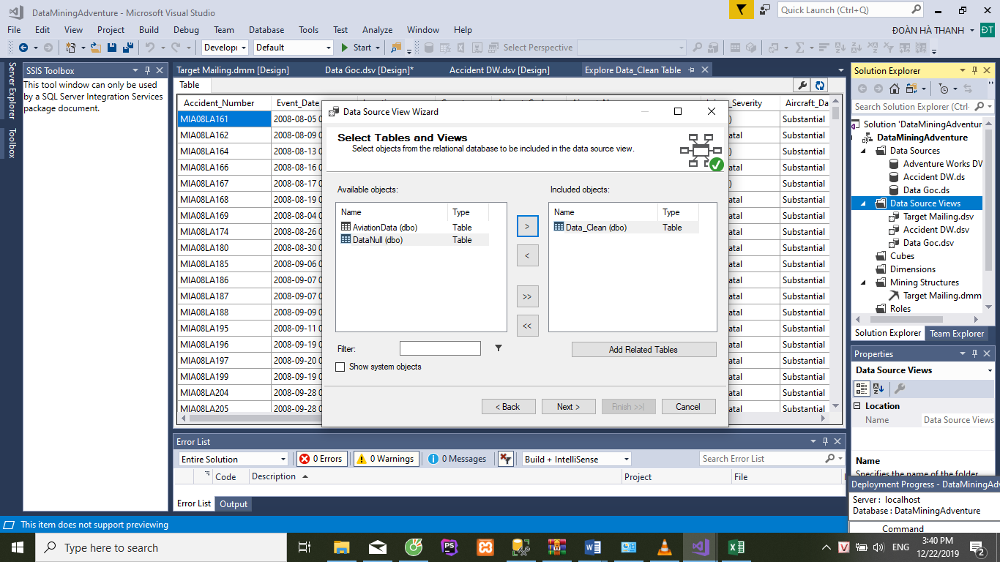 DataMiningAdventure - Microsoft Visual Studio
Quick Launch (Ctrl+Q)
File Edit View Project Build Debug Team Database Tools Test Analyze Window Help
ĐOÀN HÀ THANH ĐT
Develop Default Start Select Perspective
Server Explorer
Toolbox
SSIS Toolbox
This tool window can only be used
by a SQL Server Integration Services
package document.
Target Mailing.dmm [Design] Data Goc.dsv [Design]* Accident DW.dsv [Design] Explore Data_Clean Table
Table
Accident_Number Event_Date _Severity Aircraft_Da
MIA08LA161 2008-08-05 0 ) Substantial
MIA08LA162 2008-08-09 0 atal Substantial
MIA08LA164 2008-08-13 0 ) Substantial
MIA08LA166 2008-08-16 0 atal Substantial
MIA08LA167 2008-08-17 0 ) Substantial
MIA08LA168 2008-08-19 0 atal Substantial
MIA08LA169 2008-08-04 0 atal Substantial
MIA08LA174 2008-08-26 0 atal Substantial
MIA08LA180 2008-08-30 0 atal Substantial
MIA08LA185 2008-09-06 0 atal Substantial
MIA08LA186 2008-09-07 0 atal Substantial
MIA08LA187 2008-09-07 0 atal Substantial
MIA08LA188 2008-09-09 0 atal Substantial
MIA08LA195 2008-09-11 0 atal Substantial
MIA08LA196 2008-09-19 0 atal Substantial
MIA08LA197 2008-09-20 0 atal Substantial
MIA08LA199 2008-09-19 0 atal Substantial
MIA08LA204 2008-09-28 0 atal Substantial
MIA08LA205 2008-09-28 0 atal Substantial
Data Source View Wizard
Select Tables and Views
Select objects from the relational database to be included in the data source view.
Available objects:
Name Type
AviationData (dbo) Table
DataNull (dbo) Table
>
<
>>
<<
Included objects:
Name Type
Data_Clean (dbo) Table
Filter:
Add Related Tables
Show system objects
< Back Next > Finish >>| Cancel
Solution Explorer
Search Solution Explorer (Ctrl-
Solution 'DataMiningAdventur
DataMiningAdventure
Data Sources
Adventure Works DW
Accident DW.ds
Data Goc.ds
Data Source Views
Target Mailing.dsv
Accident DW.dsv
Data Goc.dsv
Cubes
Dimensions
Mining Structures
Target Mailing.dmm
Roles
Solution Explorer Team Explorer
Properties
Data Source Views
Location
Name Data Source Views
Name
Specifies the name of the folder
Deployment Progress - DataMiningAdv
Server : localhost
Database : DataMiningAdventure
Command
Error List
Entire Solution 0 Errors 0 Warnings 0 Messages Build + IntelliSense Search Error List
Code Description Project File
Error List Output
This item does not support previewing
Type here to search
ENG
3:40 PM
12/22/2019
2